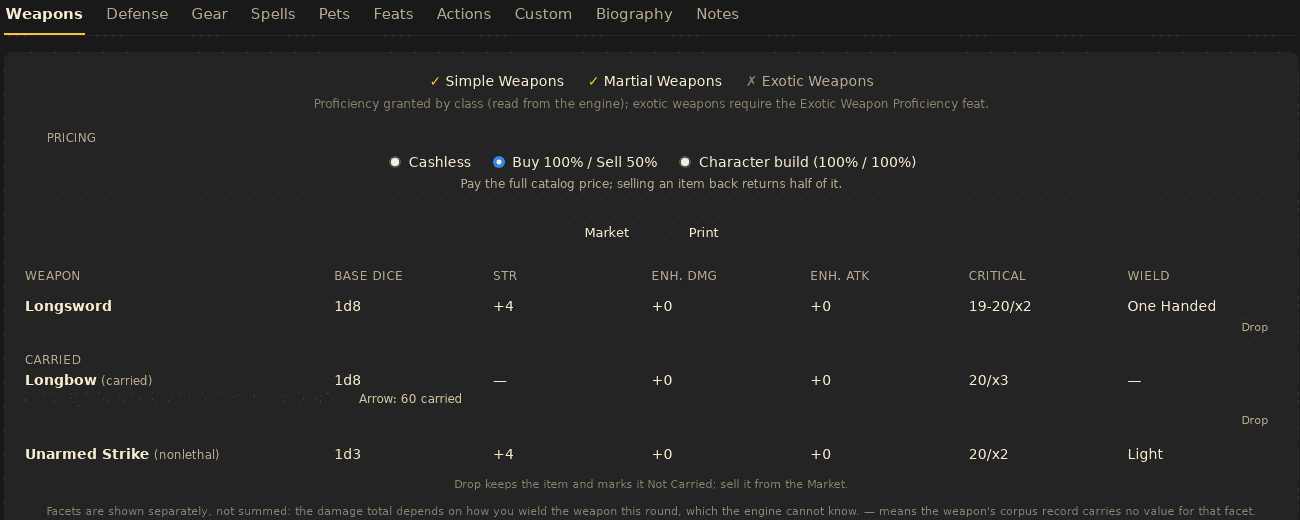 Weapons Defense Gear Spells Pets Feats Actions Custom Biography Notes
✓ Simple Weapons ✓ Martial Weapons ✗ Exotic Weapons
Proficiency granted by class (read from the engine); exotic weapons require the Exotic Weapon Proficiency feat.
PRICING
Cashless Buy 100% / Sell 50% Character build (100% / 100%)
Pay the full catalog price; selling an item back returns half of it.
Market Print
WEAPON BASE DICE STR ENH. DMG ENH. ATK CRITICAL WIELD
Longsword 1d8 +4 +0 +0 19-20/x2 One Handed
Drop
CARRIED
Longbow (carried) 1d8 — +0 +0 20/x3 —
Arrow: 60 carried
Drop
Unarmed Strike (nonlethal) 1d3 +4 +0 +0 20/x2 Light
Drop keeps the item and marks it Not Carried; sell it from the Market.
Facets are shown separately, not summed: the damage total depends on how you wield the weapon this round, which the engine cannot know. — means the weapon's corpus record carries no value for that facet.